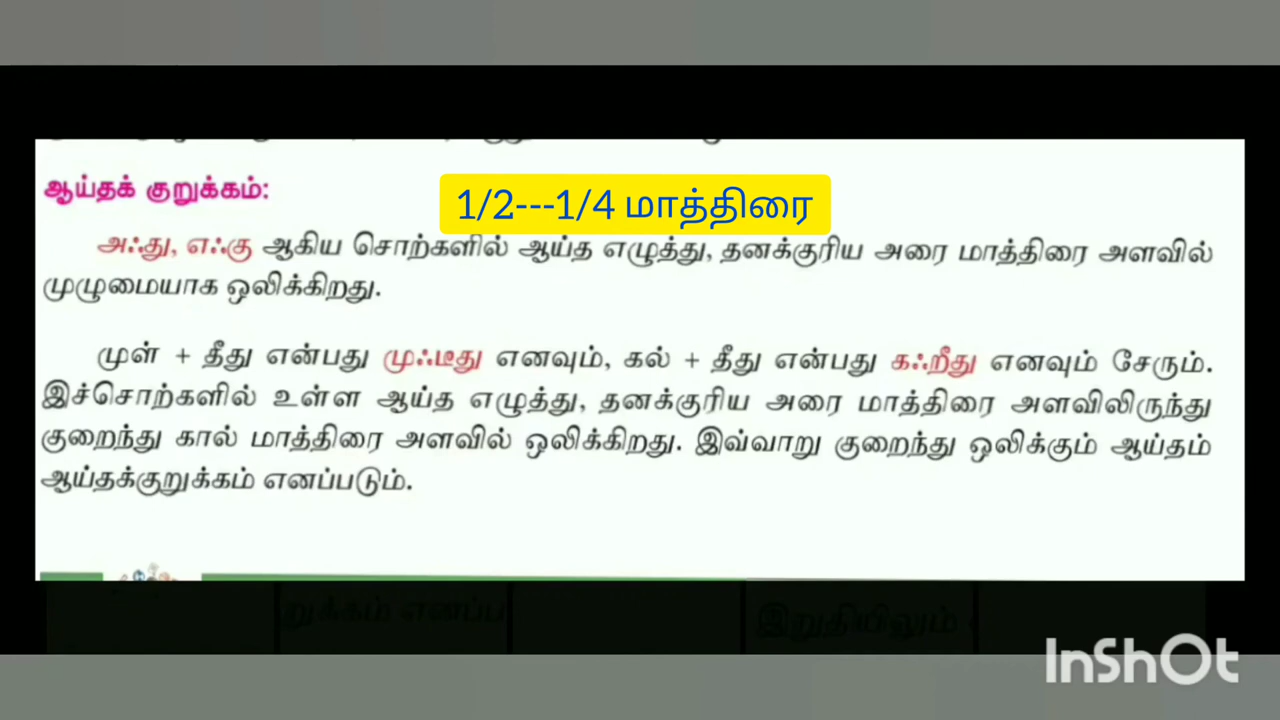 ஆய்தக் குறுக்கம்:
1/2---1/4 மாத்திரை
அஃது, எஃகு ஆகிய சொற்களில் ஆய்த எழுத்து, தனக்குரிய அரை மாத்திரை அளவில்
முழுமையாக ஒலிக்கிறது.
முள் + தீது என்பது முஃடீது எனவும், கல் + தீது என்பது கஃறீது எனவும் சேரும்.
இச்சொற்களில் உள்ள ஆய்த எழுத்து, தனக்குரிய அரை மாத்திரை அளவிலிருந்து
குறைந்து கால் மாத்திரை அளவில் ஒலிக்கிறது. இவ்வாறு குறைந்து ஒலிக்கும் ஆய்தம்
ஆய்தக்குறுக்கம் எனப்படும்.
இறுதியிலும்
InShOt